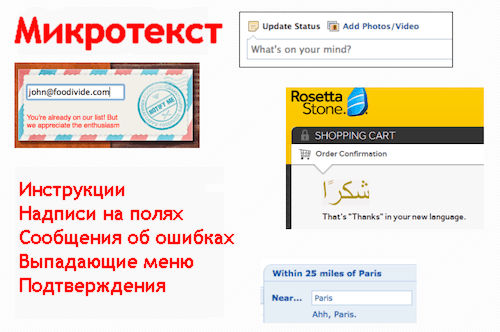 Микротекст
Update Status Add Photos/Video
What's on your mind?
john@foodivide.com
You're already on our list! But
we appreciate the enthusiasm
NOTIFY ME
Rosetta
Stone.
SHOPPING CART
Order Confirmation
شكرًا
That's "Thanks" in your new language.
Инструкции
Надписи на полях
Сообщения об ошибках
Выпадающие меню
Подтверждения
Within 25 miles of Paris
Near... Paris
Ahh, Paris.